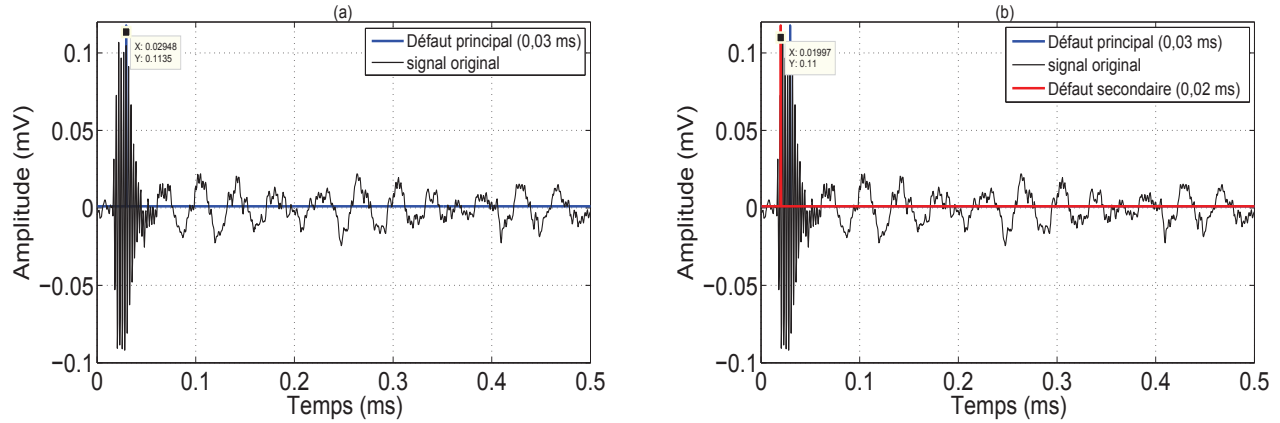 (a)
0.1
0.05
0
−0.05
−0.1
Amplitude (mV)
X: 0.02948
Y: 0.1135
Défaut principal (0,03 ms)
signal original
0
0.1
0.2
0.3
0.4
0.5
Temps (ms)
(b)
0.1
0.05
0
−0.05
−0.1
Amplitude (mV)
X: 0.01997
Y: 0.11
Défaut principal (0,03 ms)
signal original
Défaut secondaire (0,02 ms)
0
0.1
0.2
0.3
0.4
0.5
Temps (ms)